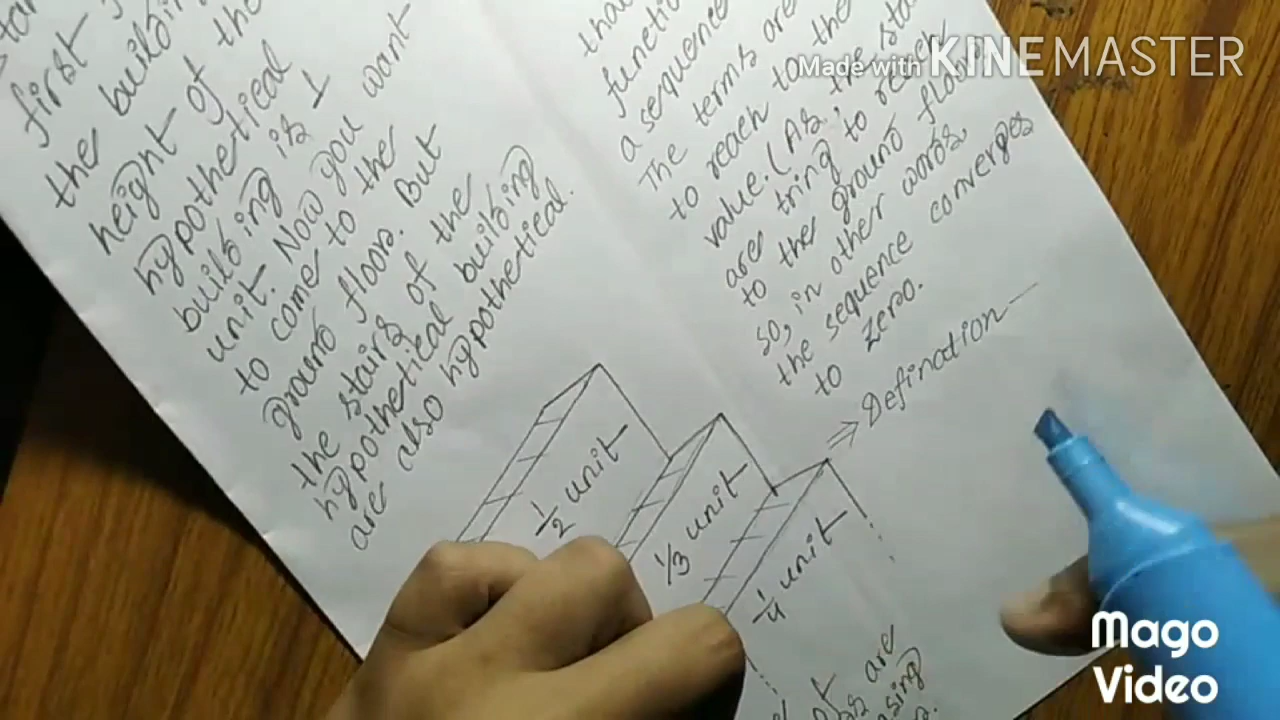 first
the building
height of the
hypothetical
building is 1
unit. Now you want
to come to the
ground floor. But
the stairs of the
hypothetical building
are also hypothetical.
1/2 unit
1/3 unit
1/4 unit
of
are
function
a sequence
The terms are
to reach to the
value. (As, the
are tring to reach
to the ground floor)
so, in other words,
the sequence converges
to zero.
⇒ Defination —
Made with KINEMASTER
Mago
Video